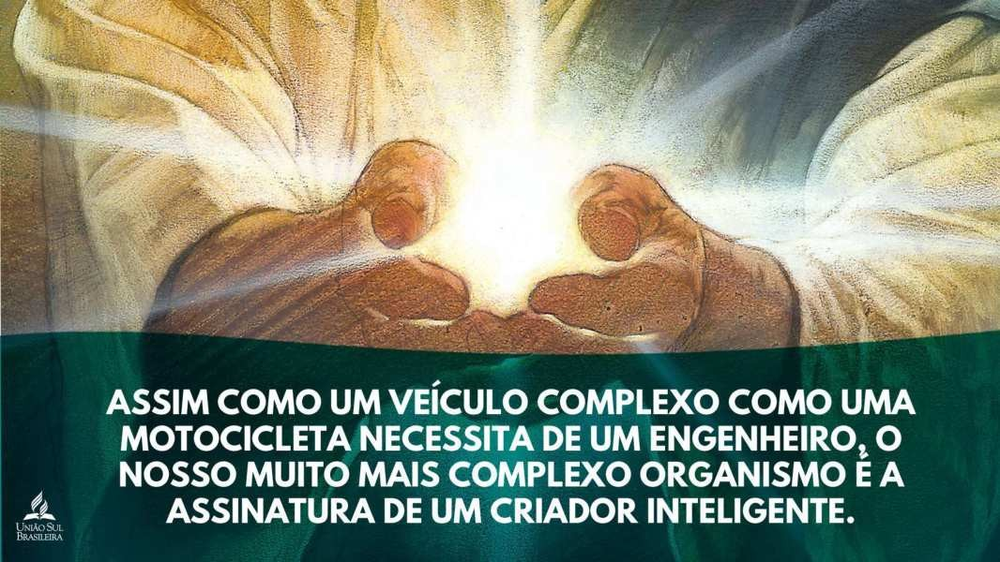 ASSIM COMO UM VEÍCULO COMPLEXO COMO UMA
MOTOCICLETA NECESSITA DE UM ENGENHEIRO, O
NOSSO MUITO MAIS COMPLEXO ORGANISMO É A
ASSINATURA DE UM CRIADOR INTELIGENTE.
UNIÃO SUL
BRASILEIRA